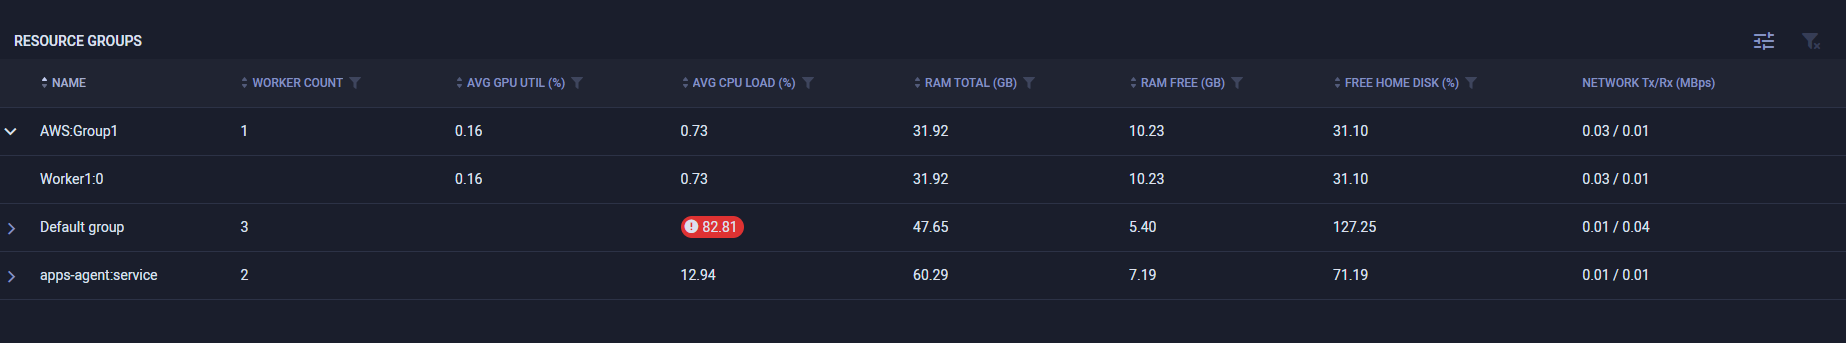 RESOURCE GROUPS
NAME WORKER COUNT AVG GPU UTIL (%) AVG CPU LOAD (%) RAM TOTAL (GB) RAM FREE (GB) FREE HOME DISK (%) NETWORK Tx/Rx (MBps)
AWS:Group1 1 0.16 0.73 31.92 10.23 31.10 0.03 / 0.01
Worker1:0 0.16 0.73 31.92 10.23 31.10 0.03 / 0.01
Default group 3 82.81 47.65 5.40 127.25 0.01 / 0.04
apps-agent:service 2 12.94 60.29 7.19 71.19 0.01 / 0.01